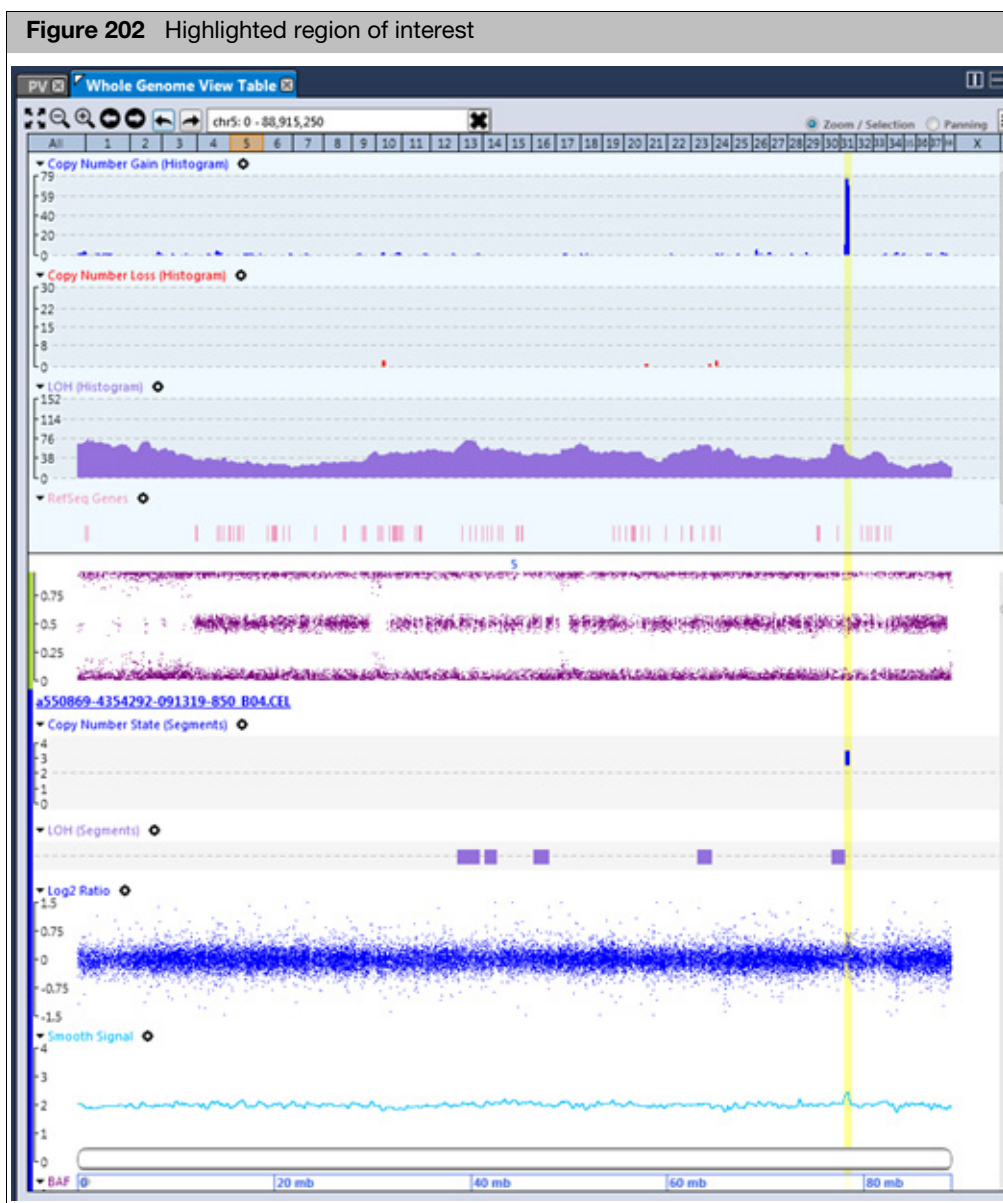 Figure 202 Highlighted region of interest
PV Whole Genome View Table
chr5: 0 - 88,915,250 Zoom / Selection Panning
All 1 2 3 4 5 6 7 8 9 10 11 12 13 14 15 16 17 18 19 20 21 22 23 24 25 26 27 28 29 30 31 32 33 34 35 36 37 38 X
Copy Number Gain (Histogram)
79
59
40
20
0
Copy Number Loss (Histogram)
30
22
15
8
0
LOH (Histogram)
152
114
76
38
0
RefSeq Genes
5
0.75
0.5
0.25
0
a550869-4354292-091319-850_B04.CEL
Copy Number State (Segments)
4
3
2
1
0
LOH (Segments)
Log2 Ratio
1.5
0.75
0
-0.75
-1.5
Smooth Signal
4
3
2
1
0
BAF 0 20 mb 40 mb 60 mb 80 mb